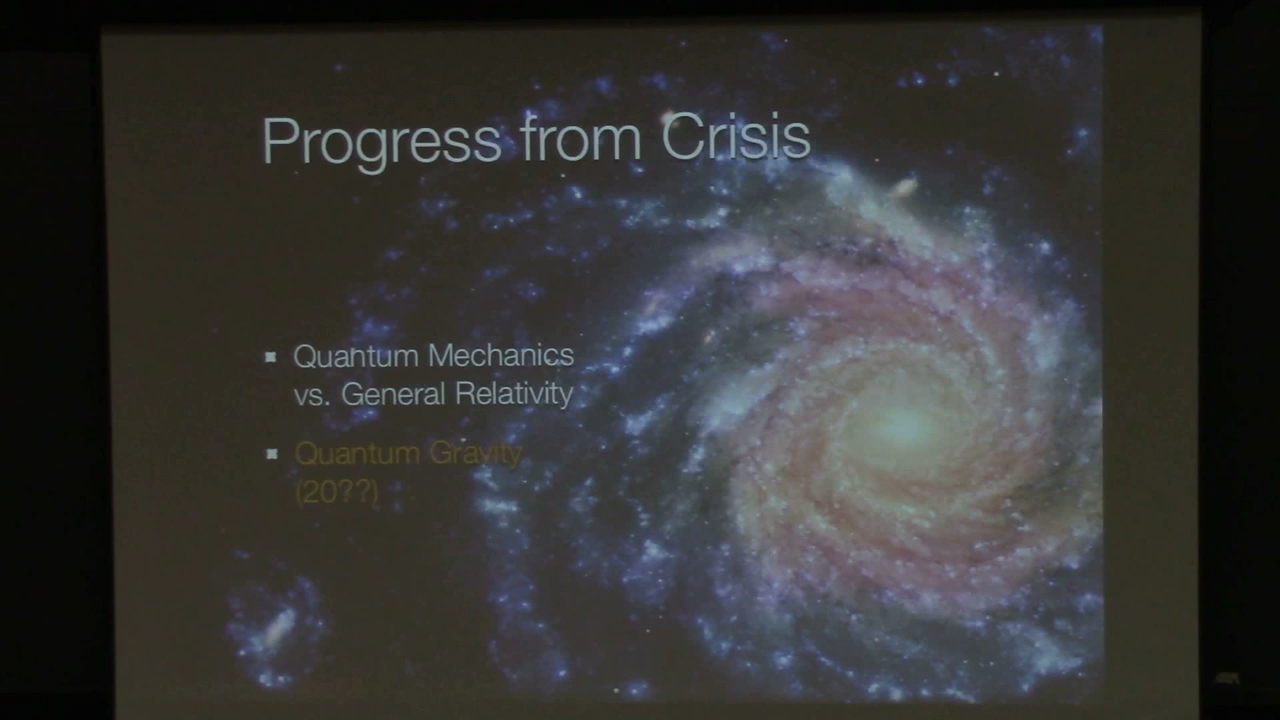 Progress from Crisis
Quantum Mechanics
vs. General Relativity
Quantum Gravity
(20??)